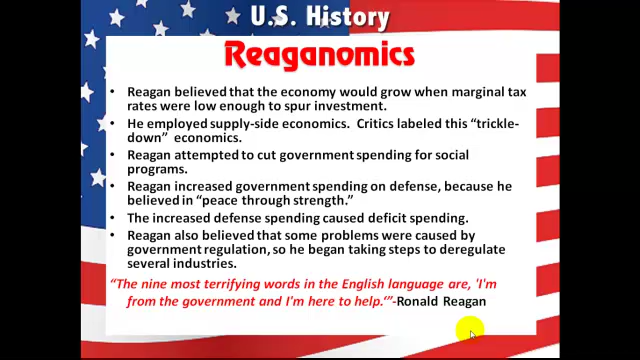 U.S. History
Reaganomics
• Reagan believed that the economy would grow when marginal tax
rates were low enough to spur investment.
• He employed supply-side economics. Critics labeled this “trickle-
down” economics.
• Reagan attempted to cut government spending for social
programs.
• Reagan increased government spending on defense, because he
believed in “peace through strength.”
• The increased defense spending caused deficit spending.
• Reagan also believed that some problems were caused by
government regulation, so he began taking steps to deregulate
several industries.
“The nine most terrifying words in the English language are, 'I'm
from the government and I'm here to help.'”-Ronald Reagan